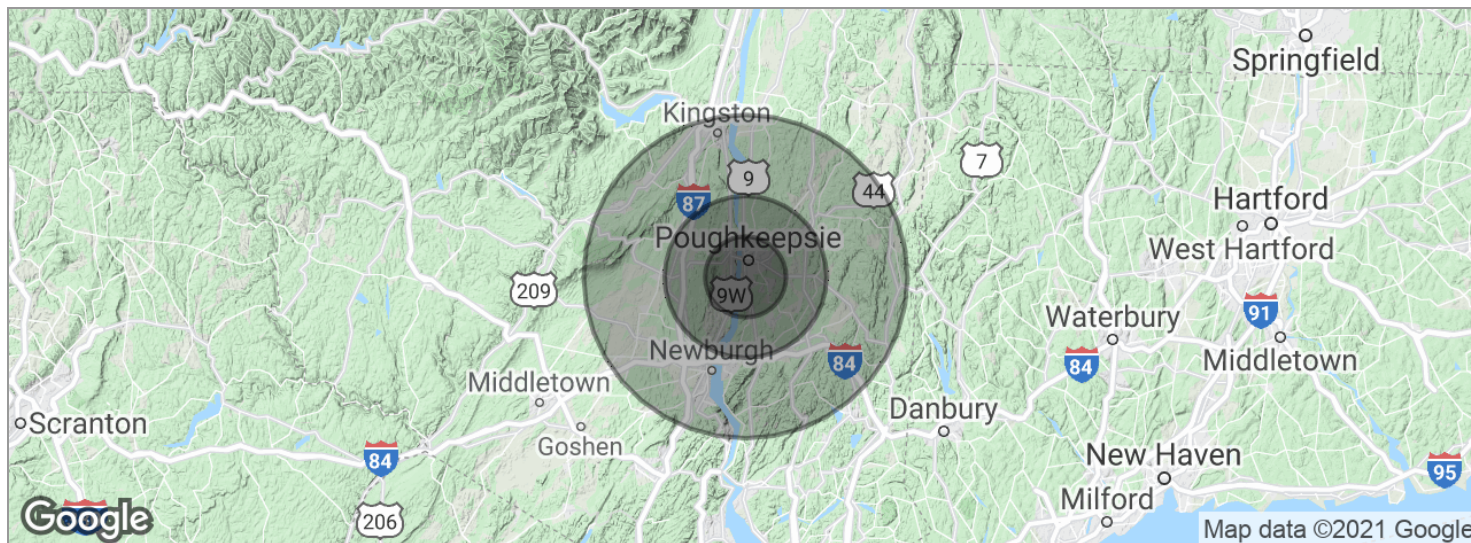 Springfield
Kingston
7
9
44
87
Hartford
Poughkeepsie
West Hartford
209
9W
91
Waterbury
Newburgh
Middletown
84
84
Middletown
Danbury
Scranton
Goshen
New Haven
84
95
Milford
206
Google
Map data ©2021 Google